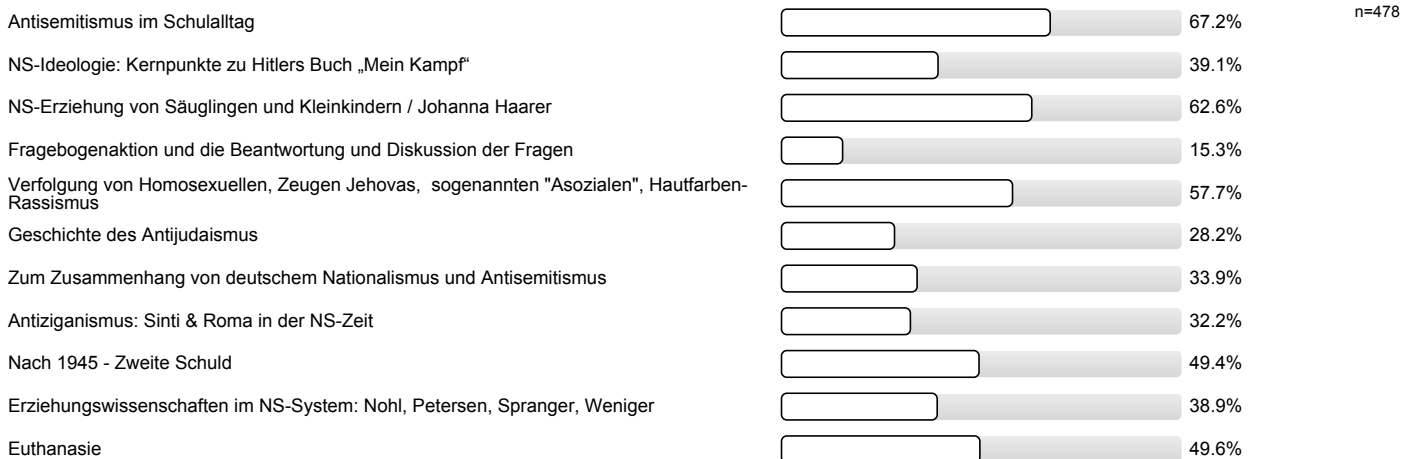 Antisemitismus im Schulalltag 67.2% n=478
NS-Ideologie: Kernpunkte zu Hitlers Buch „Mein Kampf“ 39.1%
NS-Erziehung von Säuglingen und Kleinkindern / Johanna Haarer 62.6%
Fragebogenaktion und die Beantwortung und Diskussion der Fragen 15.3%
Verfolgung von Homosexuellen, Zeugen Jehovas, sogenannten "Asozialen", Hautfarben-
Rassismus 57.7%
Geschichte des Antijudaismus 28.2%
Zum Zusammenhang von deutschem Nationalismus und Antisemitismus 33.9%
Antiziganismus: Sinti & Roma in der NS-Zeit 32.2%
Nach 1945 - Zweite Schuld 49.4%
Erziehungswissenschaften im NS-System: Nohl, Petersen, Spranger, Weniger 38.9%
Euthanasie 49.6%